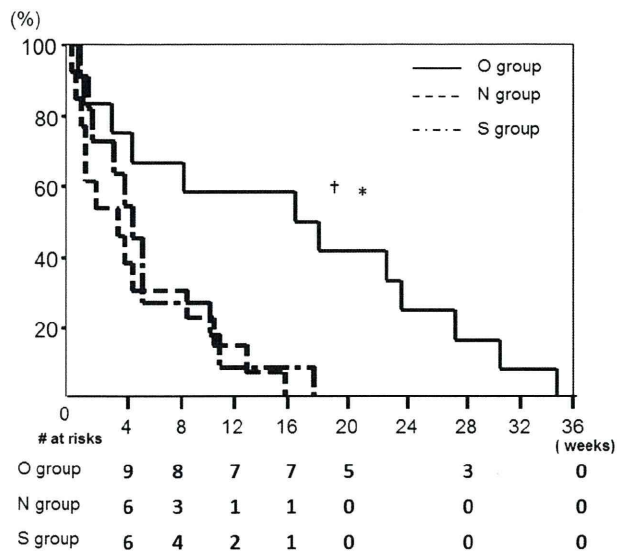 (%)
100
80
60
40
20
O group
N group
S group
† *
0 4 8 12 16 20 24 28 32 36
# at risks
( weeks)
O group 9 8 7 7 5 3 0
N group 6 3 1 1 0 0 0
S group 6 4 2 1 0 0 0